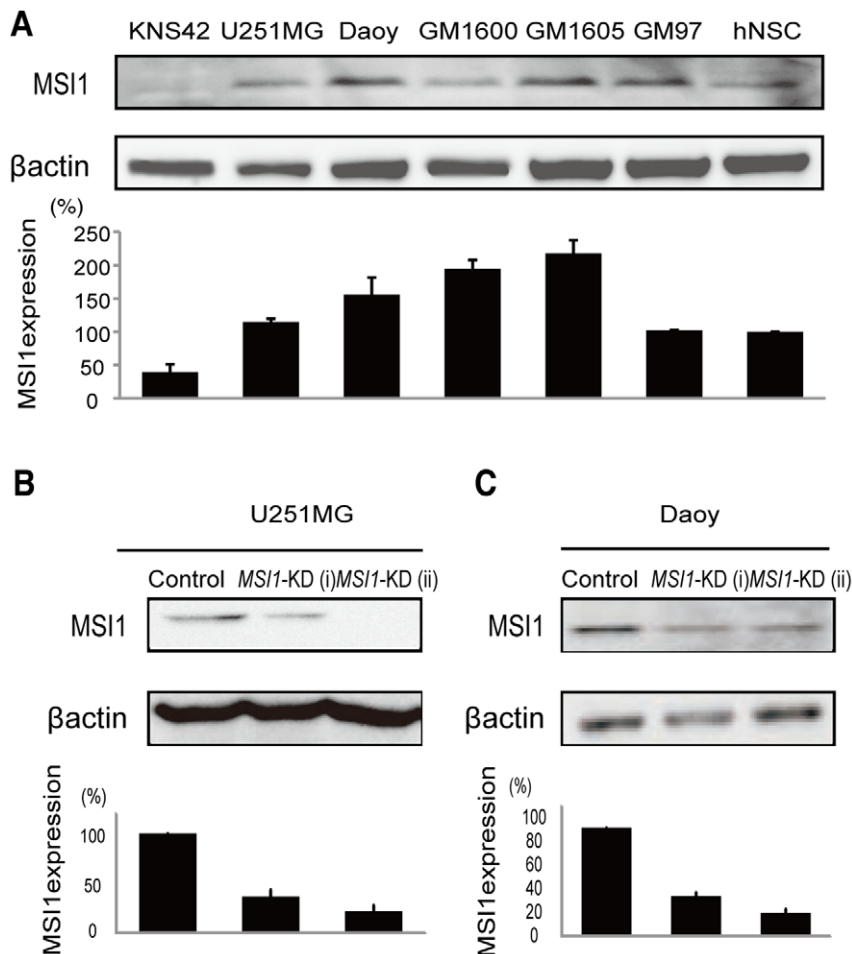 A
KNS42 U251MG Daoy GM1600 GM1605 GM97 hNSC
MSI1
βactin
(%)
MSI1expression
250
200
150
100
50
0
B
U251MG
Control MSI1-KD (i)MSI1-KD (ii)
MSI1
βactin
(%)
MSI1expression
100
50
0
C
Daoy
Control MSI1-KD (i)MSI1-KD (ii)
MSI1
βactin
(%)
MSI1expression
100
80
60
40
20
0